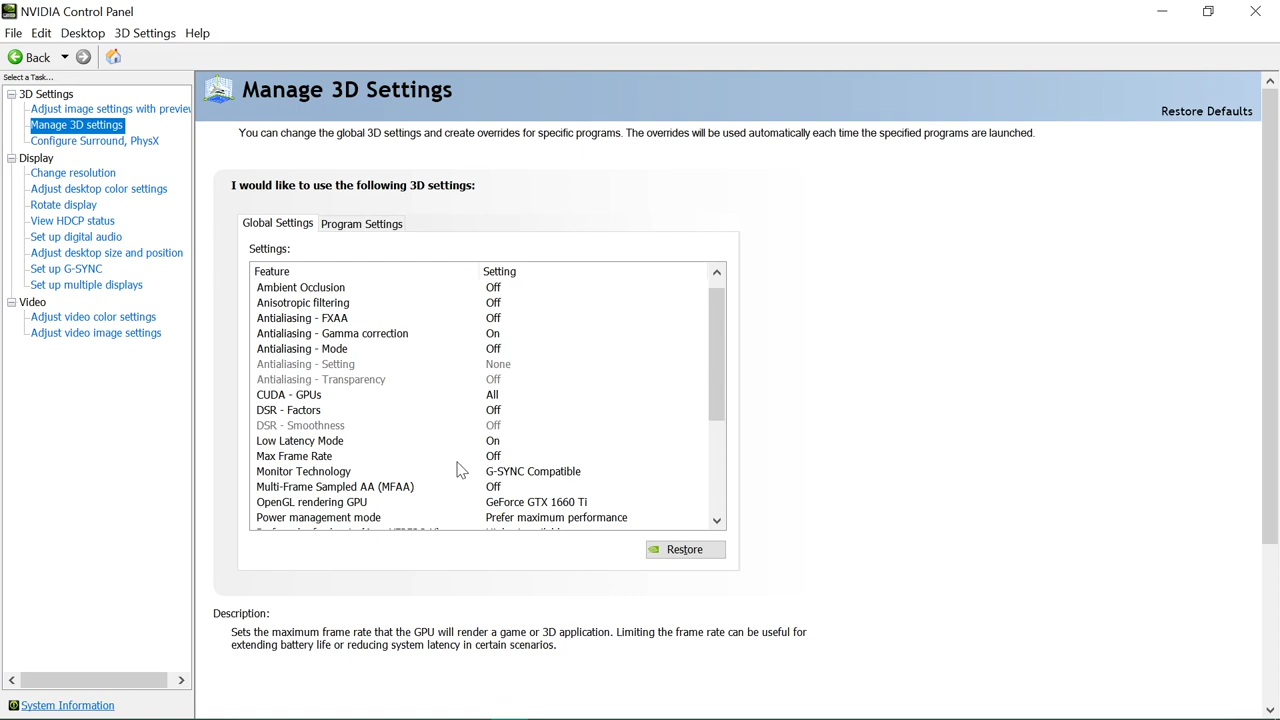 NVIDIA Control Panel
File Edit Desktop 3D Settings Help
Back
Select a Task...
3D Settings
Adjust image settings with preview
Manage 3D settings
Configure Surround, PhysX
Display
Change resolution
Adjust desktop color settings
Rotate display
View HDCP status
Set up digital audio
Adjust desktop size and position
Set up G-SYNC
Set up multiple displays
Video
Adjust video color settings
Adjust video image settings
System Information
Manage 3D Settings
Restore Defaults
You can change the global 3D settings and create overrides for specific programs. The overrides will be used automatically each time the specified programs are launched.
I would like to use the following 3D settings:
Global Settings Program Settings
Settings:
Feature Setting
Ambient Occlusion Off
Anisotropic filtering Off
Antialiasing - FXAA Off
Antialiasing - Gamma correction On
Antialiasing - Mode Off
Antialiasing - Setting None
Antialiasing - Transparency Off
CUDA - GPUs All
DSR - Factors Off
DSR - Smoothness Off
Low Latency Mode On
Max Frame Rate Off
Monitor Technology G-SYNC Compatible
Multi-Frame Sampled AA (MFAA) Off
OpenGL rendering GPU GeForce GTX 1660 Ti
Power management mode Prefer maximum performance
Restore
Description:
Sets the maximum frame rate that the GPU will render a game or 3D application. Limiting the frame rate can be useful for
extending battery life or reducing system latency in certain scenarios.